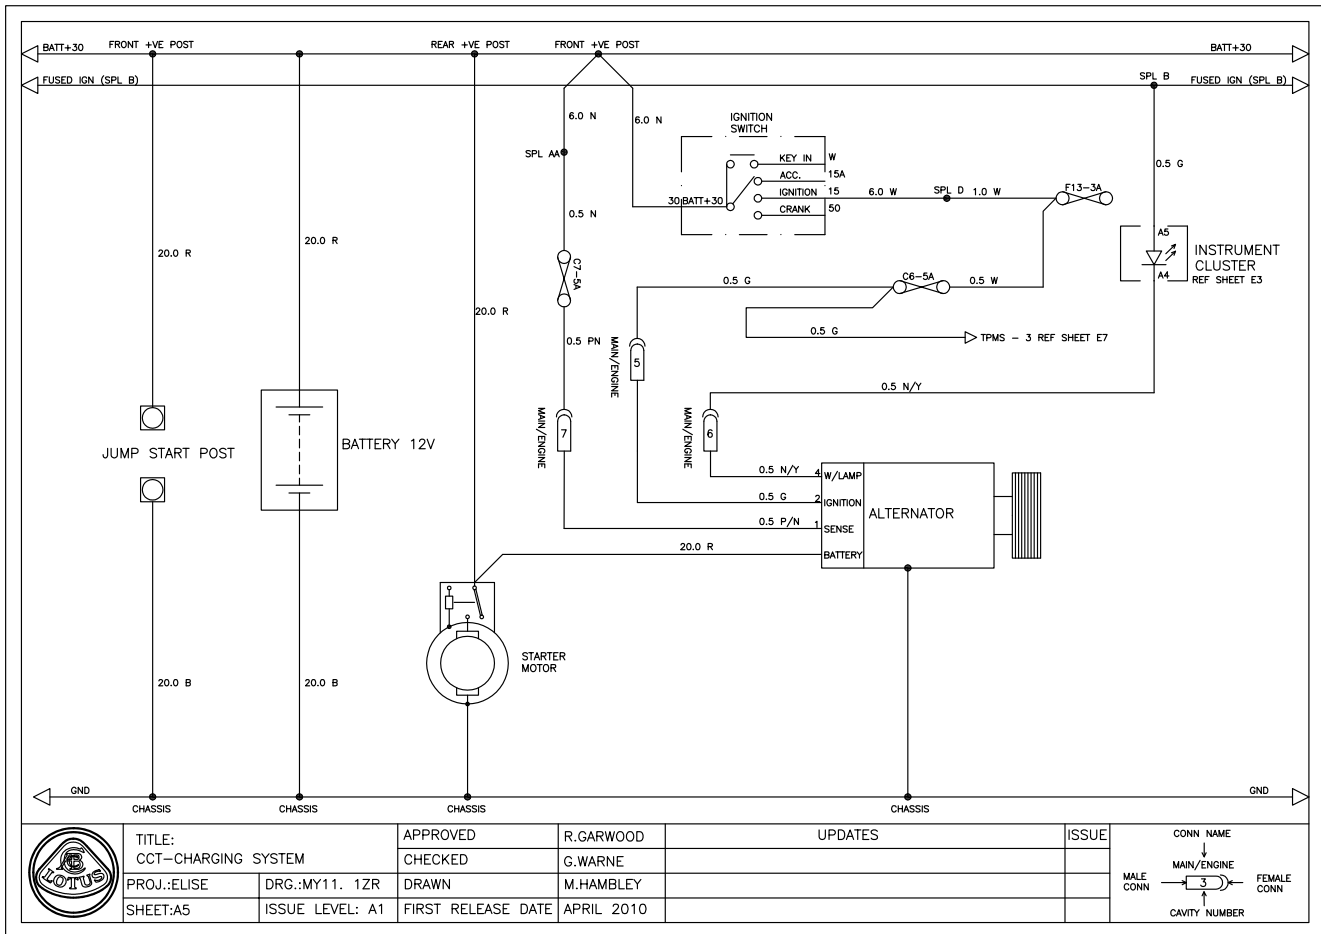 BATT+30
FRONT +VE POST
REAR +VE POST
FRONT +VE POST
BATT+30
FUSED IGN (SPL B)
SPL B
FUSED IGN (SPL B)
6.0 N
6.0 N
IGNITION
SWITCH
SPL AA
KEY IN
W
ACC.
15A
IGNITION
15
CRANK
50
30
BATT+30
6.0 W
SPL D
1.0 W
F13-3A
0.5 G
0.5 N
20.0 R
20.0 R
A5
A4
INSTRUMENT
CLUSTER
REF SHEET E3
C7-5A
0.5 G
C6-5A
0.5 W
20.0 R
0.5 PN
0.5 G
TPMS - 3 REF SHEET E7
MAIN/ENGINE
5
0.5 N/Y
MAIN/ENGINE
7
MAIN/ENGINE
6
JUMP START POST
BATTERY 12V
0.5 N/Y
4
W/LAMP
0.5 G
2
IGNITION
0.5 P/N
1
SENSE
20.0 R
BATTERY
ALTERNATOR
STARTER
MOTOR
20.0 B
20.0 B
GND
GND
CHASSIS
CHASSIS
CHASSIS
CHASSIS
LOTUS
TITLE:
CCT-CHARGING SYSTEM
PROJ.:ELISE
DRG.:MY11. 1ZR
SHEET:A5
ISSUE LEVEL: A1
APPROVED
R.GARWOOD
CHECKED
G.WARNE
DRAWN
M.HAMBLEY
FIRST RELEASE DATE
APRIL 2010
UPDATES
ISSUE
CONN NAME
MAIN/ENGINE
MALE
CONN
3
FEMALE
CONN
CAVITY NUMBER